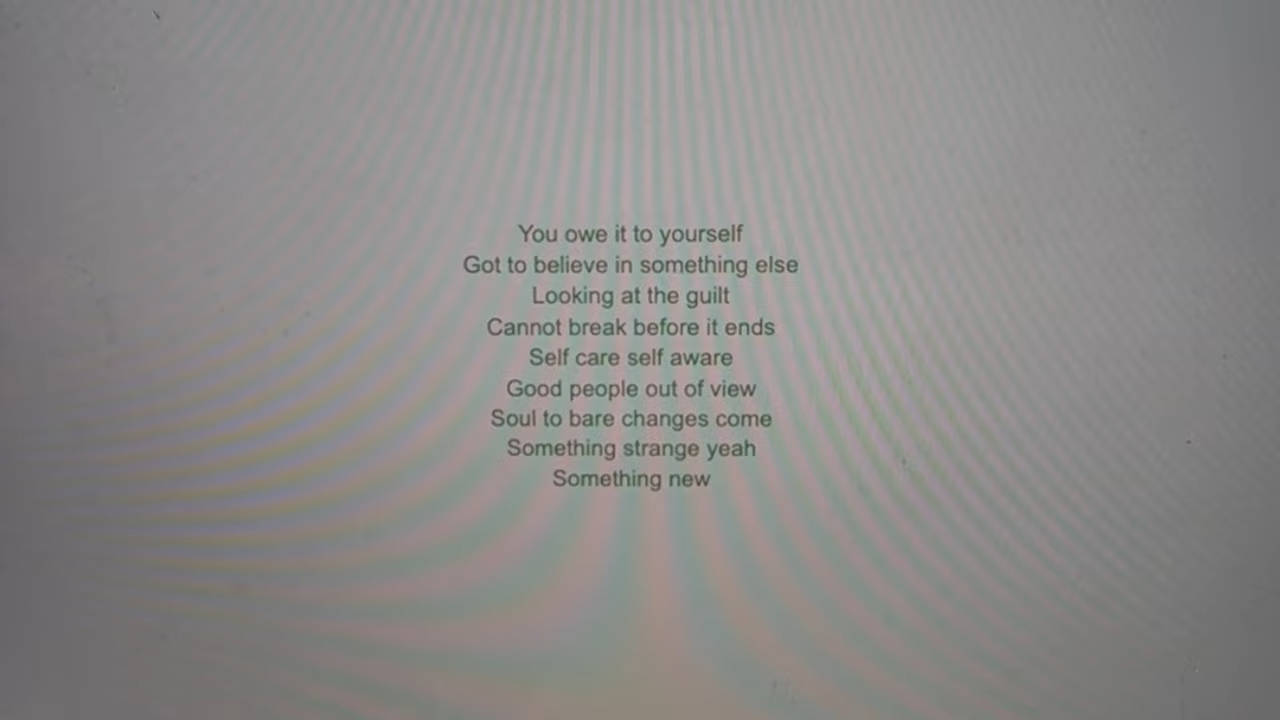 You owe it to yourself
Got to believe in something else
Looking at the guilt
Cannot break before it ends
Self care self aware
Good people out of view
Soul to bare changes come
Something strange yeah
Something new